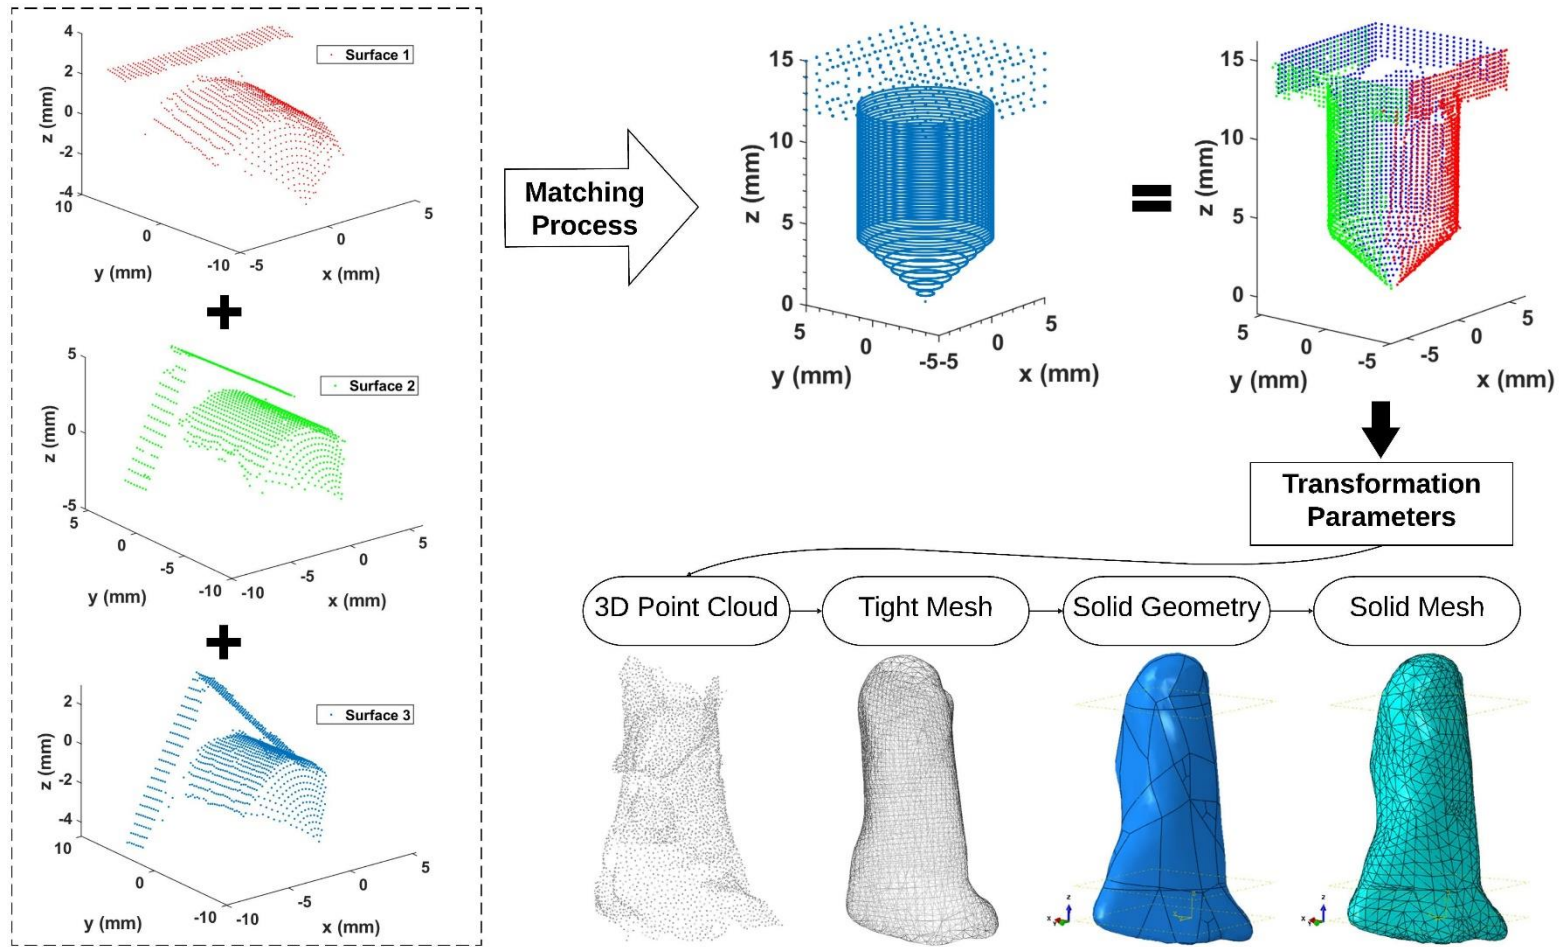 4
2
0
-2
-4
z (mm)
Surface 1
10
0
-10
-5
0
5
y (mm)
x (mm)
5
0
-5
z (mm)
Surface 2
5
0
-5
-10
-10
-5
0
5
y (mm)
x (mm)
2
0
-2
-4
z (mm)
Surface 3
10
0
-10
-10
-5
0
5
y (mm)
x (mm)
Matching
Process
15
10
5
0
z (mm)
5
0
-5
-5
0
5
y (mm)
x (mm)
=
15
10
5
0
z (mm)
5
0
-5
-5
0
5
y (mm)
x (mm)
Transformation
Parameters
3D Point Cloud
Tight Mesh
Solid Geometry
Solid Mesh
z
x
z
x